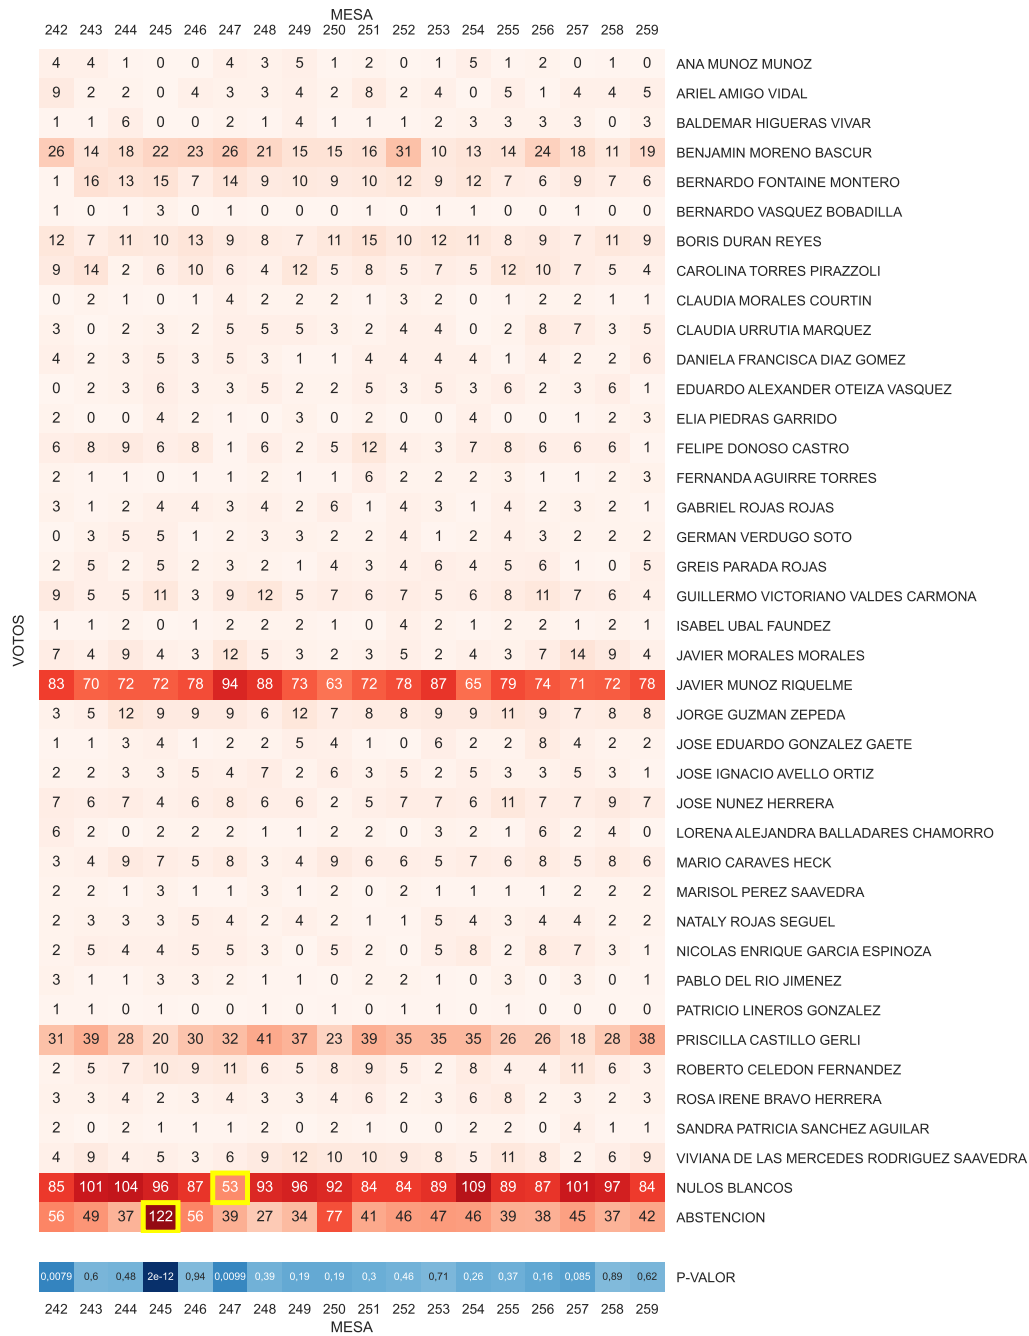 MESA
242 243 244 245 246 247 248 249 250 251 252 253 254 255 256 257 258 259
4 4 1 0 0 4 3 5 1 2 0 1 5 1 2 0 1 0 ANA MUNOZ MUNOZ
9 2 2 0 4 3 3 4 2 8 2 4 0 5 1 4 4 5 ARIEL AMIGO VIDAL
1 1 6 0 0 2 1 4 1 1 1 2 3 3 3 3 0 3 BALDEMAR HIGUERAS VIVAR
26 14 18 22 23 26 21 15 15 16 31 10 13 14 24 18 11 19 BENJAMIN MORENO BASCUR
1 16 13 15 7 14 9 10 9 10 12 9 12 7 6 9 7 6 BERNARDO FONTAINE MONTERO
1 0 1 3 0 1 0 0 0 1 0 1 1 0 0 1 0 0 BERNARDO VASQUEZ BOBADILLA
12 7 11 10 13 9 8 7 11 15 10 12 11 8 9 7 11 9 BORIS DURAN REYES
9 14 2 6 10 6 4 12 5 8 5 7 5 12 10 7 5 4 CAROLINA TORRES PIRAZZOLI
0 2 1 0 1 4 2 2 2 1 3 2 0 1 2 2 1 1 CLAUDIA MORALES COURTIN
3 0 2 3 2 5 5 5 3 2 4 4 0 2 8 7 3 5 CLAUDIA URRUTIA MARQUEZ
4 2 3 5 3 5 3 1 1 4 4 4 4 1 4 2 2 6 DANIELA FRANCISCA DIAZ GOMEZ
0 2 3 6 3 3 5 2 2 5 3 5 3 6 2 3 6 1 EDUARDO ALEXANDER OTEIZA VASQUEZ
2 0 0 4 2 1 0 3 0 2 0 0 4 0 0 1 2 3 ELIA PIEDRAS GARRIDO
6 8 9 6 8 1 6 2 5 12 4 3 7 8 6 6 6 1 FELIPE DONOSO CASTRO
2 1 1 0 1 1 2 1 1 6 2 2 2 3 1 1 2 3 FERNANDA AGUIRRE TORRES
3 1 2 4 4 3 4 2 6 1 4 3 1 4 2 3 2 1 GABRIEL ROJAS ROJAS
0 3 5 5 1 2 3 3 2 2 4 1 2 4 3 2 2 2 GERMAN VERDUGO SOTO
2 5 2 5 2 3 2 1 4 3 4 6 4 5 6 1 0 5 GREIS PARADA ROJAS
9 5 5 11 3 9 12 5 7 6 7 5 6 8 11 7 6 4 GUILLERMO VICTORIANO VALDES CARMONA
1 1 2 0 1 2 2 2 1 0 4 2 1 2 2 1 2 1 ISABEL UBAL FAUNDEZ
7 4 9 4 3 12 5 3 2 3 5 2 4 3 7 14 9 4 JAVIER MORALES MORALES
83 70 72 72 78 94 88 73 63 72 78 87 65 79 74 71 72 78 JAVIER MUNOZ RIQUELME
3 5 12 9 9 9 6 12 7 8 8 9 9 11 9 7 8 8 JORGE GUZMAN ZEPEDA
1 1 3 4 1 2 2 5 4 1 0 6 2 2 8 4 2 2 JOSE EDUARDO GONZALEZ GAETE
2 2 3 3 5 4 7 2 6 3 5 2 5 3 3 5 3 1 JOSE IGNACIO AVELLO ORTIZ
7 6 7 4 6 8 6 6 2 5 7 7 6 11 7 7 9 7 JOSE NUNEZ HERRERA
6 2 0 2 2 2 1 1 2 2 0 3 2 1 6 2 4 0 LORENA ALEJANDRA BALLADARES CHAMORRO
3 4 9 7 5 8 3 4 9 6 6 5 7 6 8 5 8 6 MARIO CARAVES HECK
2 2 1 3 1 1 3 1 2 0 2 1 1 1 1 2 2 2 MARISOL PEREZ SAAVEDRA
2 3 3 3 5 4 2 4 2 1 1 5 4 3 4 4 2 2 NATALY ROJAS SEGUEL
2 5 4 4 5 5 3 0 5 2 0 5 8 2 8 7 3 1 NICOLAS ENRIQUE GARCIA ESPINOZA
3 1 1 3 3 2 1 1 0 2 2 1 0 3 0 3 0 1 PABLO DEL RIO JIMENEZ
1 1 0 1 0 0 1 0 1 0 1 1 0 1 0 0 0 0 PATRICIO LINEROS GONZALEZ
31 39 28 20 30 32 41 37 23 39 35 35 35 26 26 18 28 38 PRISCILLA CASTILLO GERLI
2 5 7 10 9 11 6 5 8 9 5 2 8 4 4 11 6 3 ROBERTO CELEDON FERNANDEZ
3 3 4 2 3 4 3 3 4 6 2 3 6 8 2 3 2 3 ROSA IRENE BRAVO HERRERA
2 0 2 1 1 1 2 0 2 1 0 0 2 2 0 4 1 1 SANDRA PATRICIA SANCHEZ AGUILAR
4 9 4 5 3 6 9 12 10 10 9 8 5 11 8 2 6 9 VIVIANA DE LAS MERCEDES RODRIGUEZ SAAVEDRA
85 101 104 96 87 53 93 96 92 84 84 89 109 89 87 101 97 84 NULOS BLANCOS
56 49 37 122 56 39 27 34 77 41 46 47 46 39 38 45 37 42 ABSTENCION
VOTOS
0,0079 0,6 0,48 2e-12 0,94 0,0099 0,39 0,19 0,19 0,3 0,46 0,71 0,26 0,37 0,16 0,085 0,89 0,62 P-VALOR
242 243 244 245 246 247 248 249 250 251 252 253 254 255 256 257 258 259
MESA